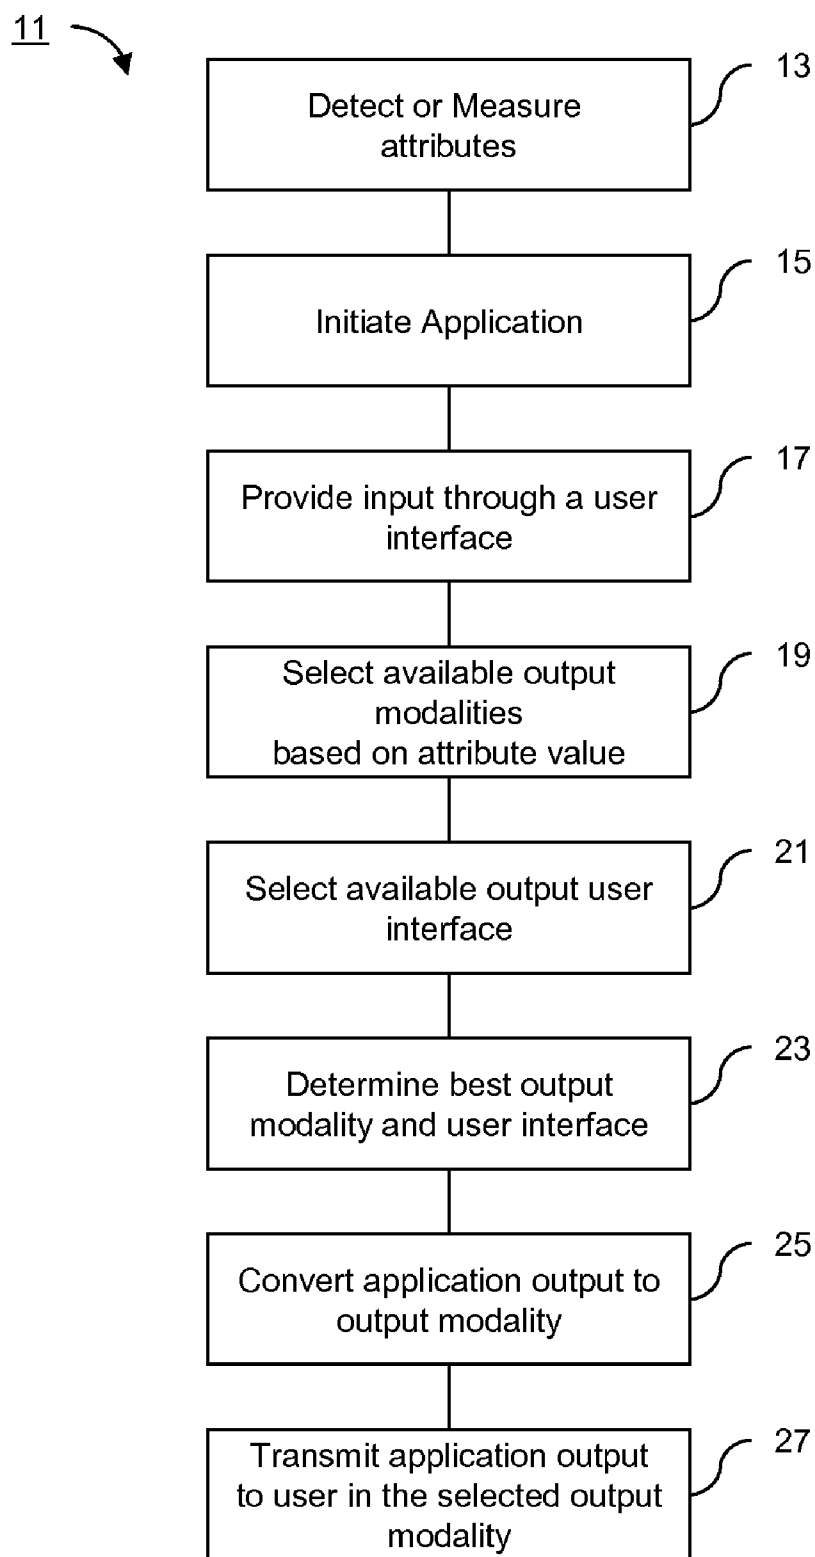 11
13
Detect or Measure
attributes
15
Initiate Application
17
Provide input through a user
interface
19
Select available output
modalities
based on attribute value
21
Select available output user
interface
23
Determine best output
modality and user interface
25
Convert application output to
output modality
27
Transmit application output
to user in the selected output
modality